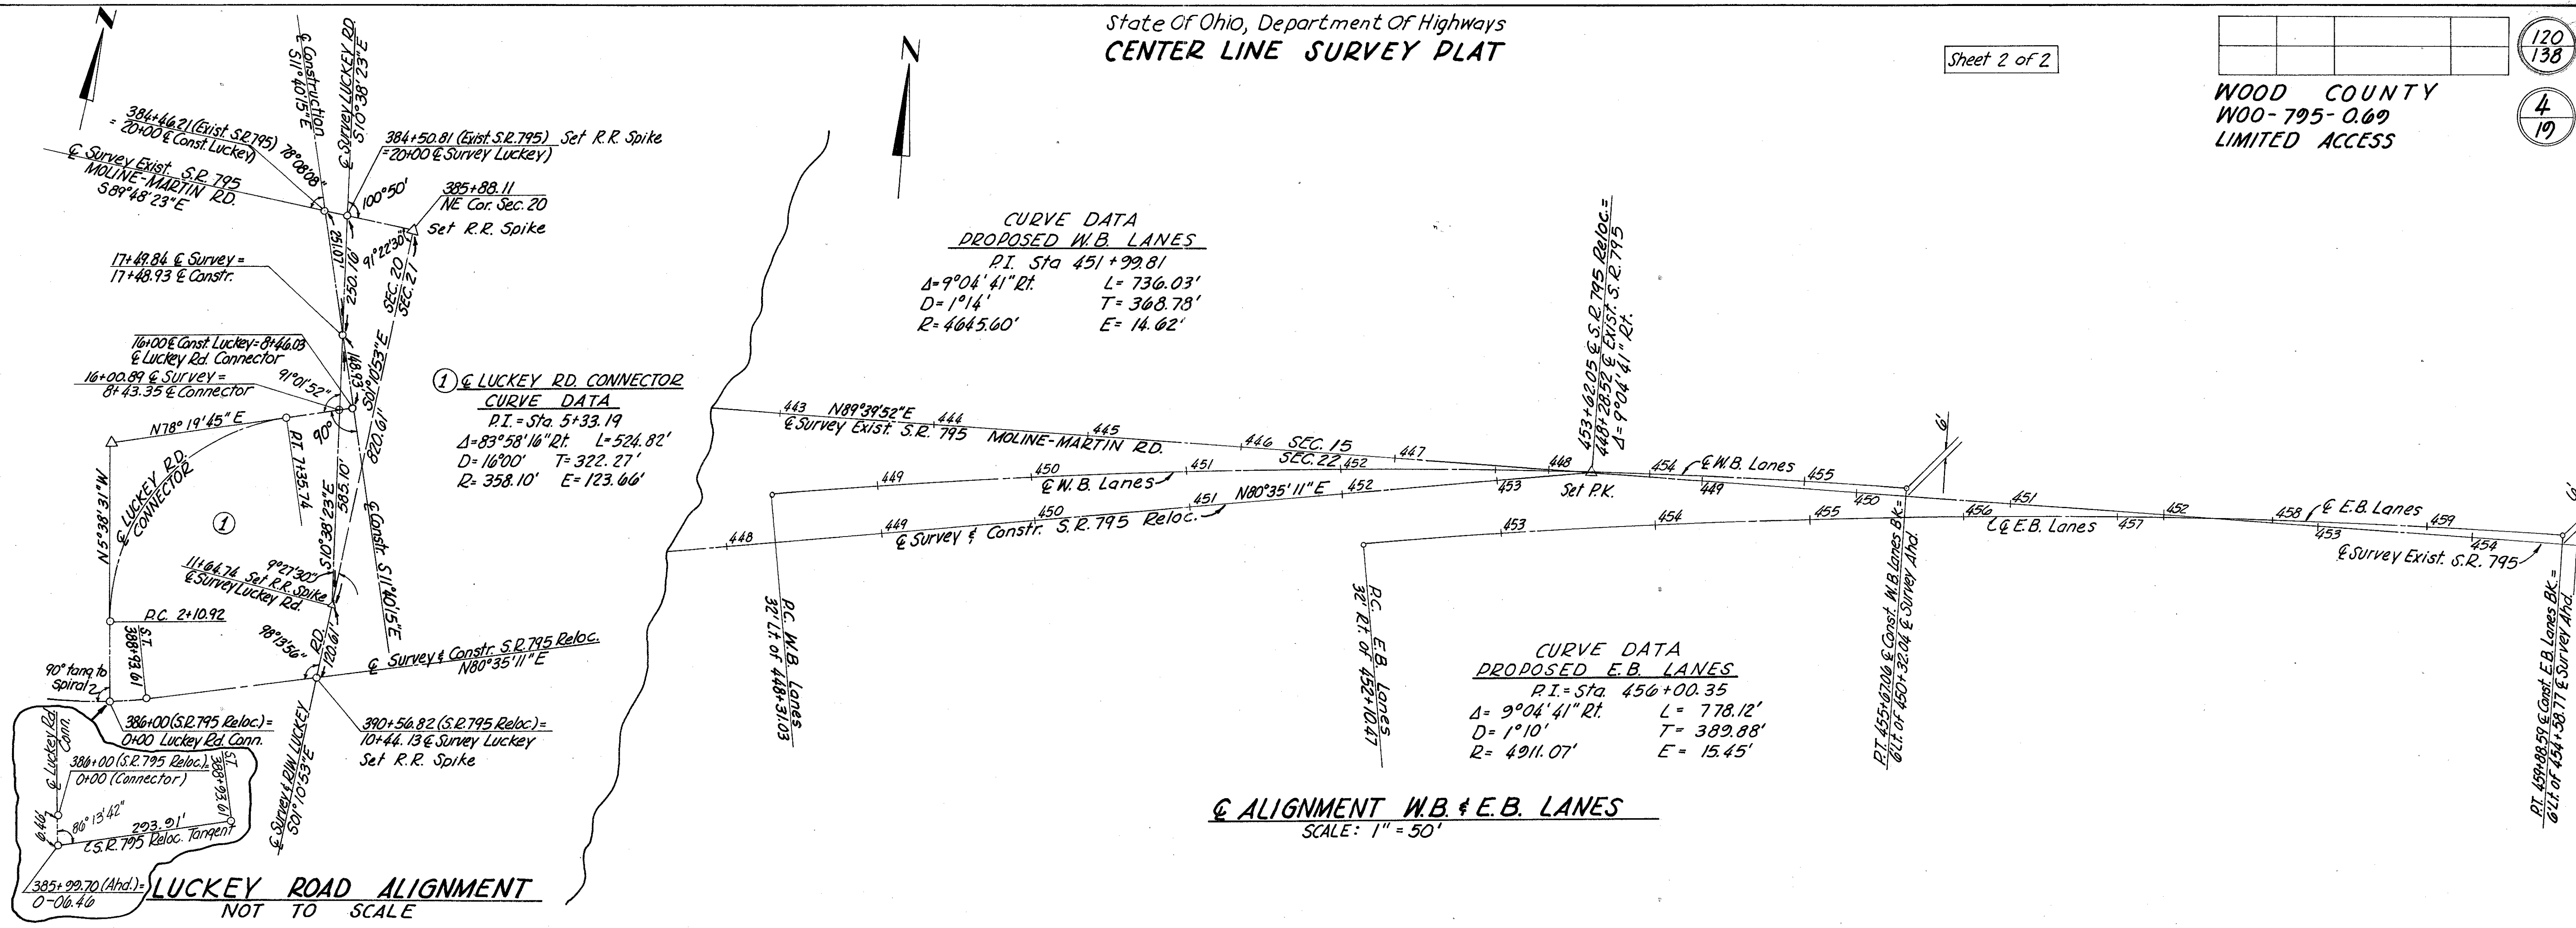 State Of Ohio, Department Of Highways
CENTER LINE SURVEY PLAT
Sheet 2 of 2
120
138
WOOD COUNTY
WOO-795-0.69
LIMITED ACCESS
4
19
N
℄ Construction
S11°40'15"E
℄ Survey LUCKEY RD.
S10°38'23"E
384+46.21 (Exist. S.R. 795)
= 20+00 ℄ Const. Luckey)
78°08'08"
384+50.81 (Exist. S.R. 795) Set R.R. Spike
=20+00 ℄ Survey Luckey)
℄ Survey Exist. S.R. 795
MOLINE-MARTIN RD.
S89°48'23"E
100°50'
385+88.11
NE Cor. Sec. 20
Set R.R. Spike
91°22'30"
251.07'
250.16'
SEC. 20
SEC. 21
17+49.84 ℄ Survey =
17+48.93 ℄ Constr.
16+00 ℄ Const. Luckey = 8+46.03
℄ Luckey Rd. Connector
16+00.89 ℄ Survey =
8+43.35 ℄ Connector
91°01'52"
148.93'
S01°10'53"E
820.61'
90°
N78°19'45"E
P.T. 7+35.74
℄ LUCKEY RD.
CONNECTOR
N5°38'31"W
1
585.10'
S10°38'23"E
℄ Constr. S11°40'15"E
9°27'30"
11+64.74 Set R.R. Spike
℄ Survey Luckey Rd.
P.C. 2+10.92
S.T.
388+93.61
98°13'56"
RD.
120.61'
℄ Survey & Constr. S.R. 795 Reloc.
N80°35'11"E
90° tang. to
spiral
386+00 (S.R. 795 Reloc.) =
0+00 Luckey Rd. Conn.
390+56.82 (S.R. 795 Reloc) =
10+44.13 ℄ Survey Luckey
Set R.R. Spike
℄ Survey & R/W LUCKEY
S01°10'53"E
℄ Luckey Rd.
Conn.
386+00 (S.R. 795 Reloc.) =
0+00 (Connector)
S.T.
388+93.61
6.46'
86°13'42"
293.91'
S.R. 795 Reloc. Tangent
385+99.70 (Ahd.) =
0-06.46
LUCKEY ROAD ALIGNMENT
NOT TO SCALE
1 ℄ LUCKEY RD. CONNECTOR
CURVE DATA
P.I. = Sta. 5+33.19
Δ=83°58'16" Rt. L=524.82'
D=16°00' T=322.27'
R=358.10' E=123.66'
N
CURVE DATA
PROPOSED W.B. LANES
P.I. Sta 451+99.81
Δ=9°04'41" Rt. L= 736.03'
D= 1°14' T= 368.78'
R= 4645.60' E= 14.62'
453+62.05 ℄ S.R. 795 Reloc. =
448+28.52 ℄ Exist. S.R. 795
Δ=9°04'41" Rt.
443 N89°39'52"E 444 445 446 SEC. 15 447 448
℄ Survey Exist. S.R. 795 MOLINE-MARTIN RD. SEC. 22
449 450 451 452
℄ W.B. Lanes
448 449 450 451 N80°35'11"E 452 453
℄ Survey & Constr. S.R. 795 Reloc.
Set P.K.
454 ℄ W.B. Lanes 455
449 450 451 452 453 454
6'
453 454 455 456 457 458 459
℄ E.B. Lanes
℄ E.B. Lanes
℄ Survey Exist. S.R. 795
6'
P.C. W.B. Lanes
32' Lt. of 448+31.03
P.C. E.B. Lanes
32' Rt. of 452+10.47
P.T. 455+67.06 ℄ Const. W.B. lanes BK. =
6' Lt. of 450+32.04 ℄ Survey Ahd.
P.T. 459+88.59 ℄ Const. E.B. Lanes BK. =
6' Lt. of 454+58.77 ℄ Survey Ahd.
CURVE DATA
PROPOSED E.B. LANES
P.I. = Sta. 456+00.35
Δ= 9°04'41" Rt. L= 778.12'
D= 1°10' T= 389.88'
R= 4911.07' E= 15.45'
℄ ALIGNMENT W.B. & E.B. LANES
SCALE: 1" = 50'